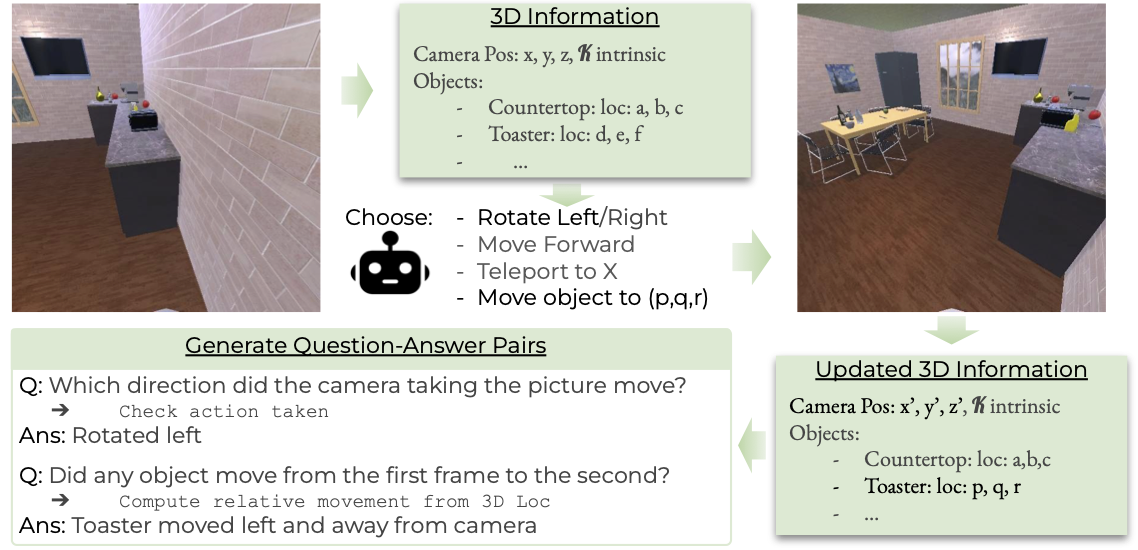 3D Information
Camera Pos: x, y, z, K intrinsic
Objects:
- Countertop: loc: a, b, c
- Toaster: loc: d, e, f
- ...
Choose:
- Rotate Left/Right
- Move Forward
- Teleport to X
- Move object to (p,q,r)
Updated 3D Information
Camera Pos: x’, y’, z’, K intrinsic
Objects:
- Countertop: loc: a,b,c
- Toaster: loc: p, q, r
- ...
Generate Question-Answer Pairs
Q: Which direction did the camera taking the picture move?
➔ Check action taken
Ans: Rotated left
Q: Did any object move from the first frame to the second?
➔ Compute relative movement from 3D Loc
Ans: Toaster moved left and away from camera